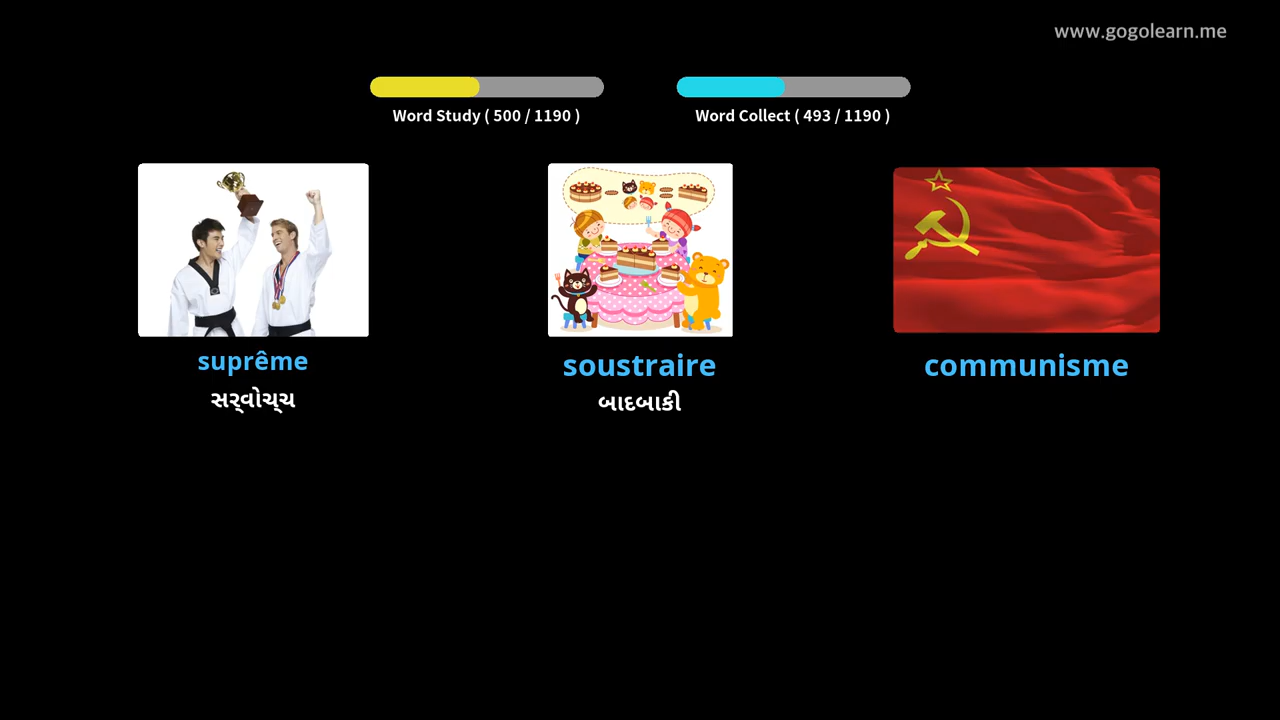 www.gogolearn.me
Word Study ( 500 / 1190 )
Word Collect ( 493 / 1190 )
suprême
soustraire
communisme
સર્વોચ્ચ
બાદબાકી